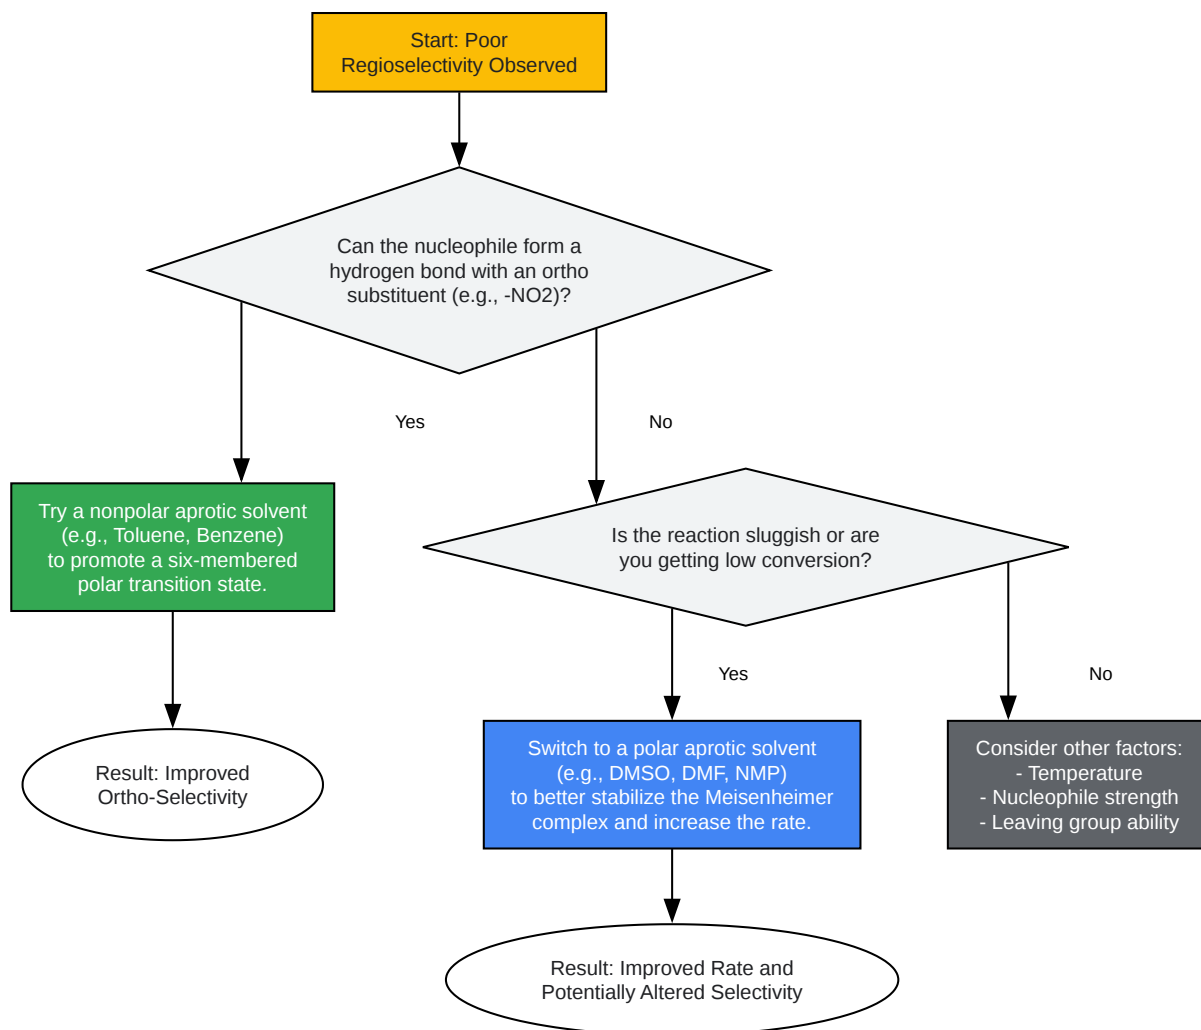 Start: Poor
Regioselectivity Observed
Can the nucleophile form a
hydrogen bond with an ortho
substituent (e.g., -NO2)?
Yes
No
Try a nonpolar aprotic solvent
(e.g., Toluene, Benzene)
to promote a six-membered
polar transition state.
Is the reaction sluggish or are
you getting low conversion?
Yes
No
Result: Improved
Ortho-Selectivity
Switch to a polar aprotic solvent
(e.g., DMSO, DMF, NMP)
to better stabilize the Meisenheimer
complex and increase the rate.
Consider other factors:
- Temperature
- Nucleophile strength
- Leaving group ability
Result: Improved Rate and
Potentially Altered Selectivity